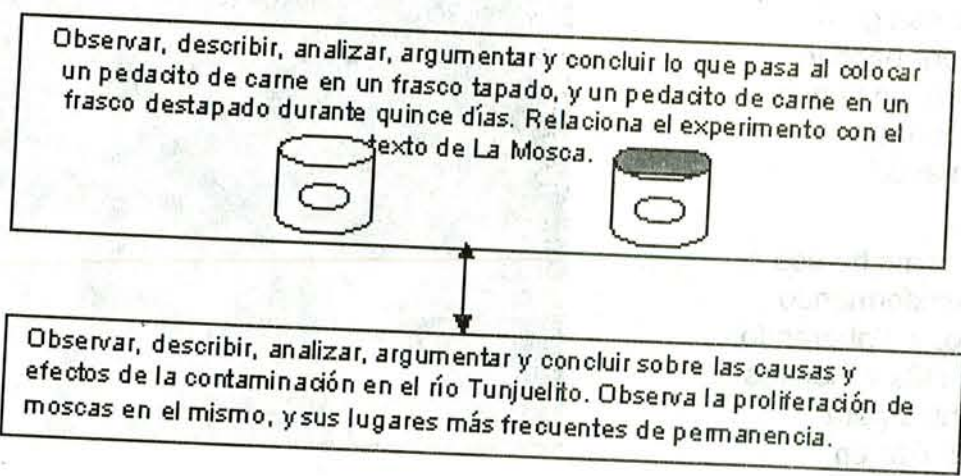 Observar, describir, analizar, argumentar y concluir lo que pasa al colocar
un pedacito de carne en un frasco tapado, y un pedacito de carne en un
frasco destapado durante quince días. Relaciona el experimento con el
texto de La Mosca.
Observar, describir, analizar, argumentar y concluir sobre las causas y
efectos de la contaminación en el río Tunjuelito. Observa la proliferación de
moscas en el mismo, y sus lugares más frecuentes de permanencia.